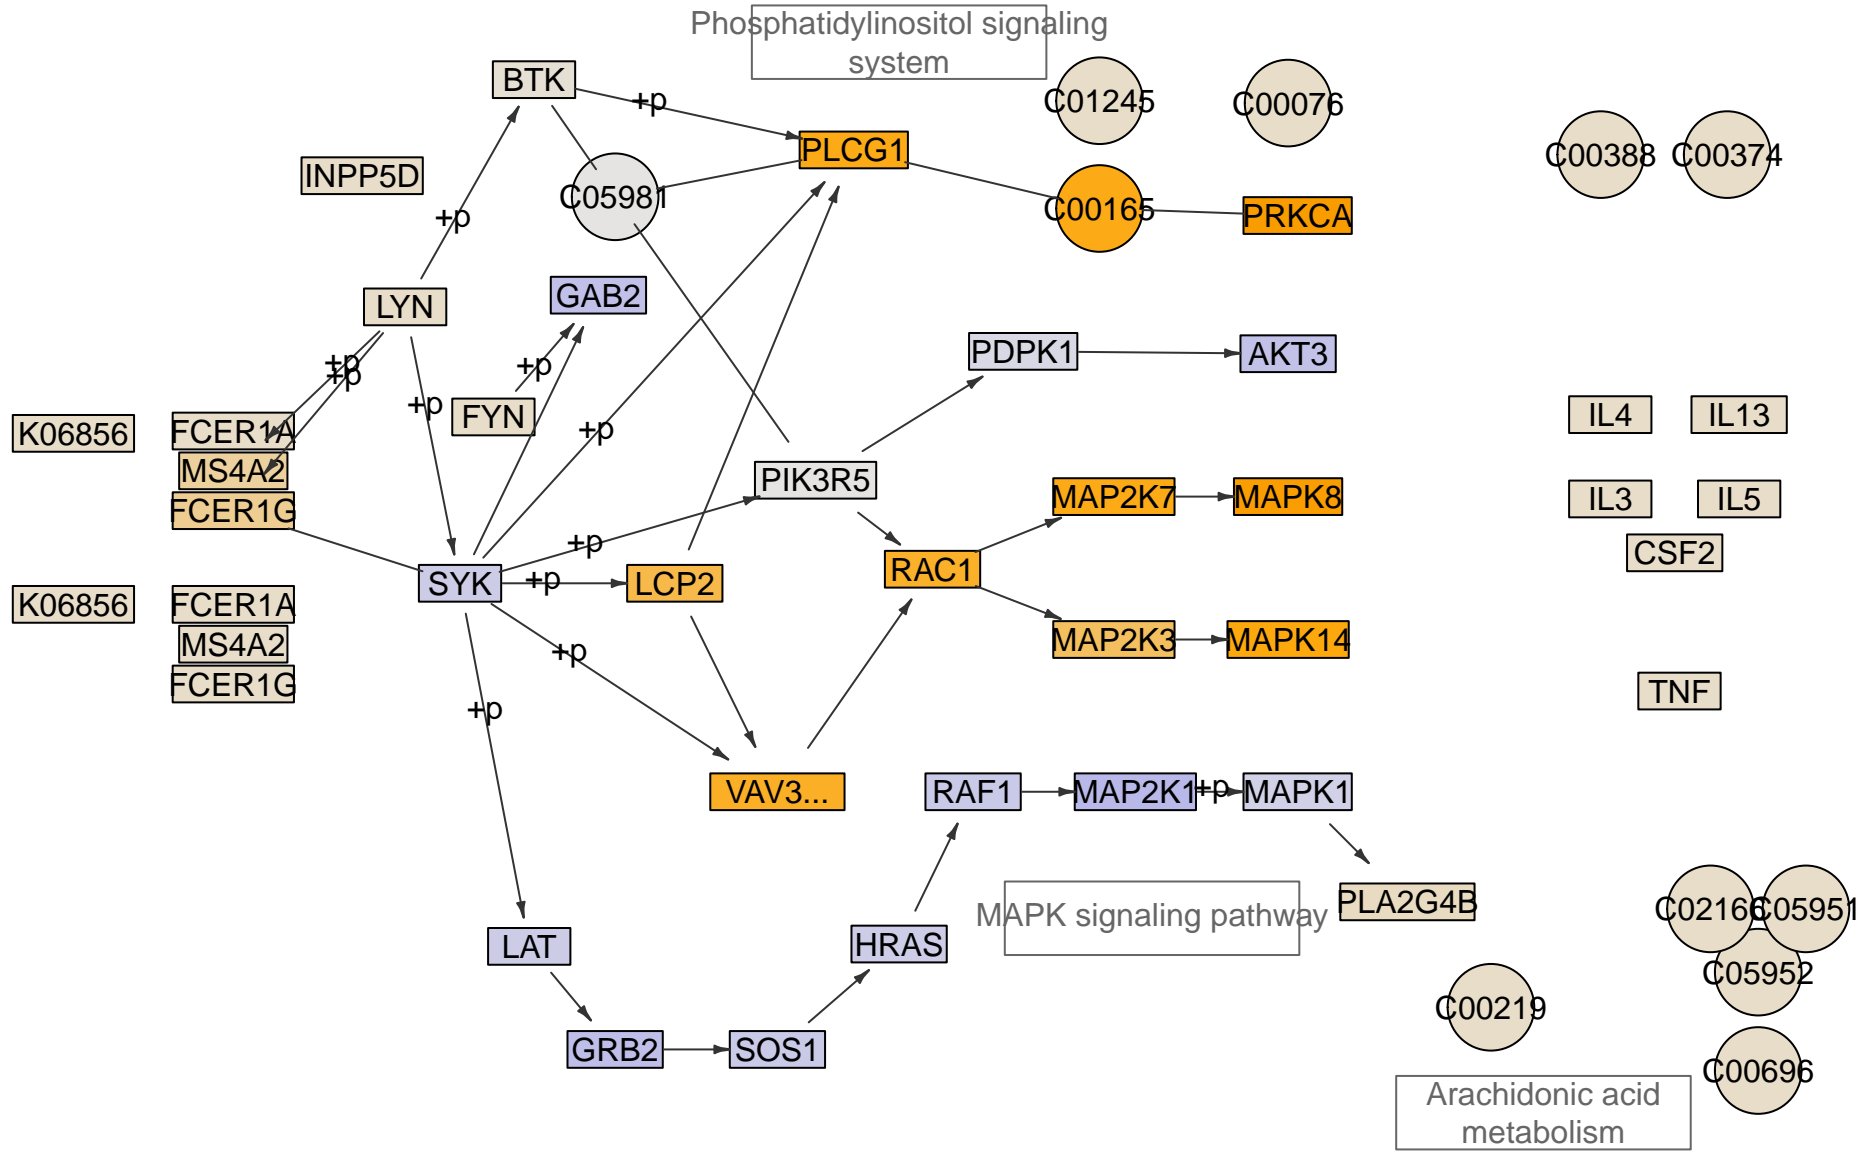 Phosphatidylinositol signaling
system
BTK
+p
C01245
C00076
PLCG1
C00388
C00374
INPP5D
C05981
+p
C00165
PRKCA
LYN
GAB2
PDPK1
AKT3
+p
+p
+p
+p
FYN
+p
K06856
FCER1A
IL4
IL13
MS4A2
PIK3R5
FCER1G
MAP2K7
MAPK8
IL3
IL5
+p
CSF2
SYK
+p
LCP2
RAC1
K06856
FCER1A
MS4A2
+p
MAP2K3
MAPK14
FCER1G
TNF
+p
VAV3...
RAF1
MAP2K1
+p
MAPK1
MAPK signaling pathway
PLA2G4B
C02166
C05951
LAT
HRAS
C05952
C00219
GRB2
SOS1
C00696
Arachidonic acid
metabolism